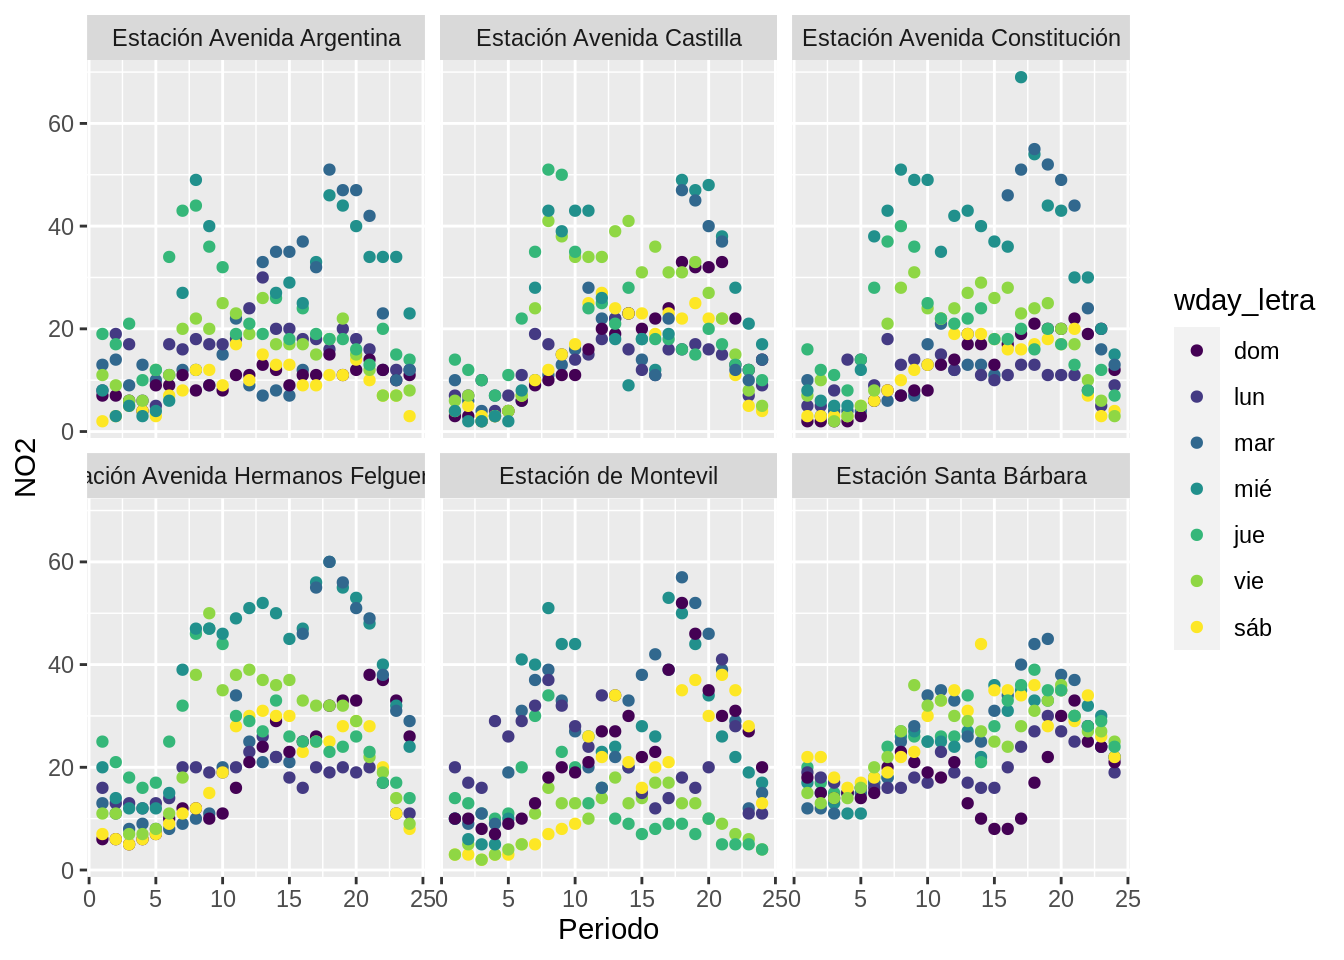 Estación Avenida Argentina
Estación Avenida Castilla
Estación Avenida Constitución
60
40
20
0
ación Avenida Hermanos Felguer
Estación de Montevil
Estación Santa Bárbara
60
40
20
0
0 5 10 15 20 25
0 5 10 15 20 25
0 5 10 15 20 25
Periodo
NO2
wday_letra
dom
lun
mar
mié
jue
vie
sáb